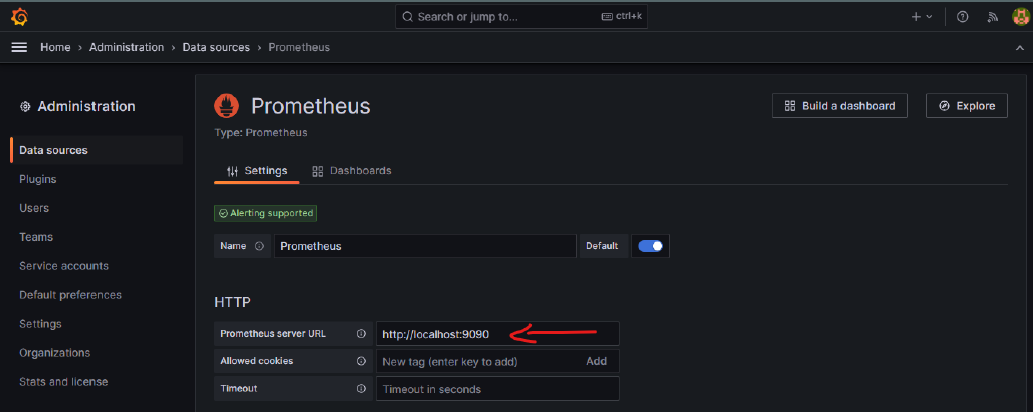 Search or jump to... ctrl+k
Home › Administration › Data sources › Prometheus
Administration
Data sources
Plugins
Users
Teams
Service accounts
Default preferences
Settings
Organizations
Stats and license
Prometheus
Type: Prometheus
Build a dashboard
Explore
Settings Dashboards
Alerting supported
Name Prometheus Default
HTTP
Prometheus server URL http://localhost:9090
Allowed cookies New tag (enter key to add) Add
Timeout Timeout in seconds